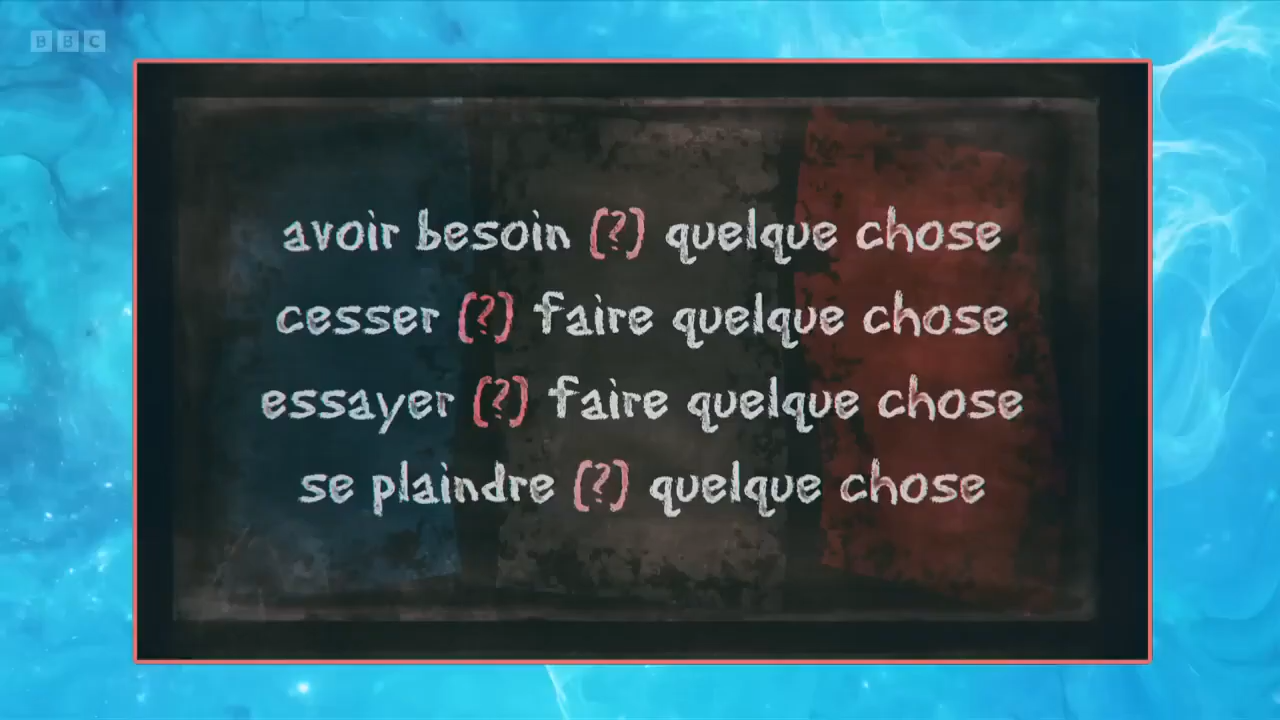 BBC
avoir besoin (?) quelque chose
cesser (?) faire quelque chose
essayer (?) faire quelque chose
se plaindre (?) quelque chose